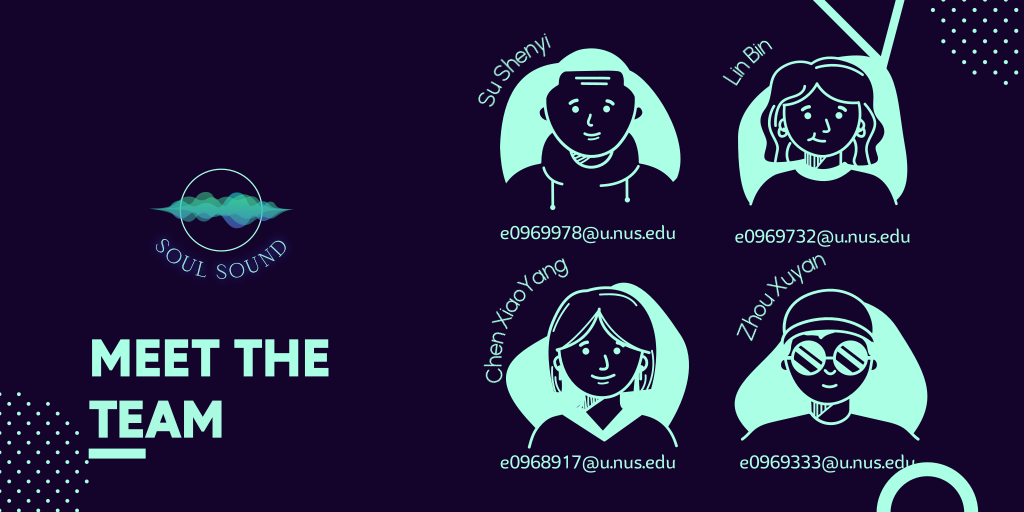 SOUL SOUND
MEET THE
TEAM
Su Shenyi
e0969978@u.nus.edu
Lin Bin
e0969732@u.nus.edu
Chen XiaoYang
e0968917@u.nus.edu
Zhou Xuyan
e0969333@u.nus.edu